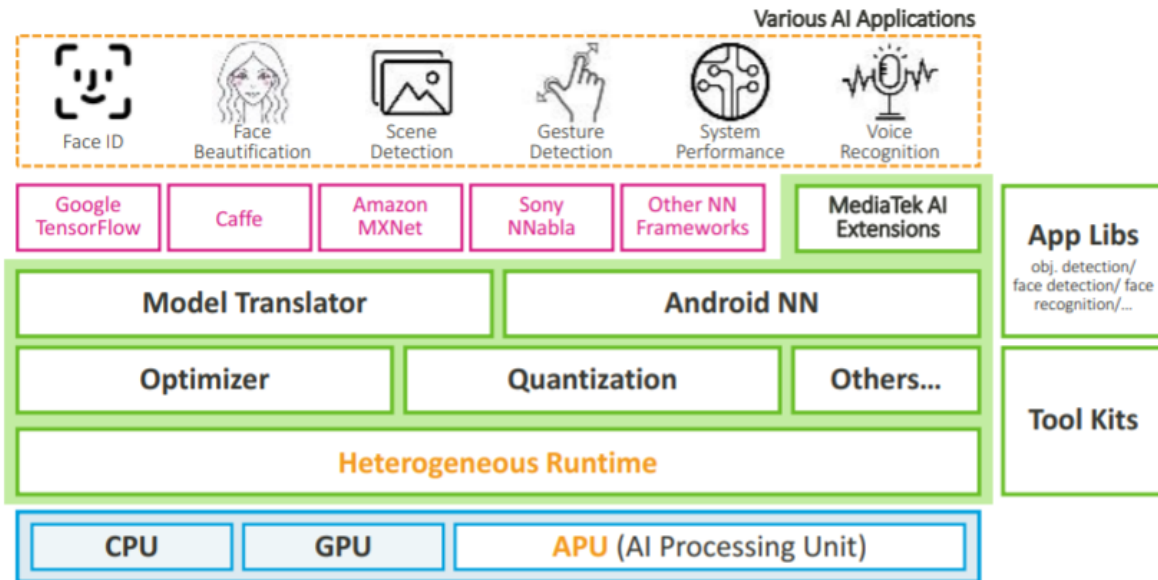 Various AI Applications
Face ID
Face
Beautification
Scene
Detection
Gesture
Detection
System
Performance
Voice
Recognition
Google
TensorFlow
Caffe
Amazon
MXNet
Sony
NNabla
Other NN
Frameworks
MediaTek AI
Extensions
App Libs
obj. detection/
face detection/ face
recognition/...
Model Translator
Android NN
Optimizer
Quantization
Others...
Tool Kits
Heterogeneous Runtime
CPU
GPU
APU (AI Processing Unit)